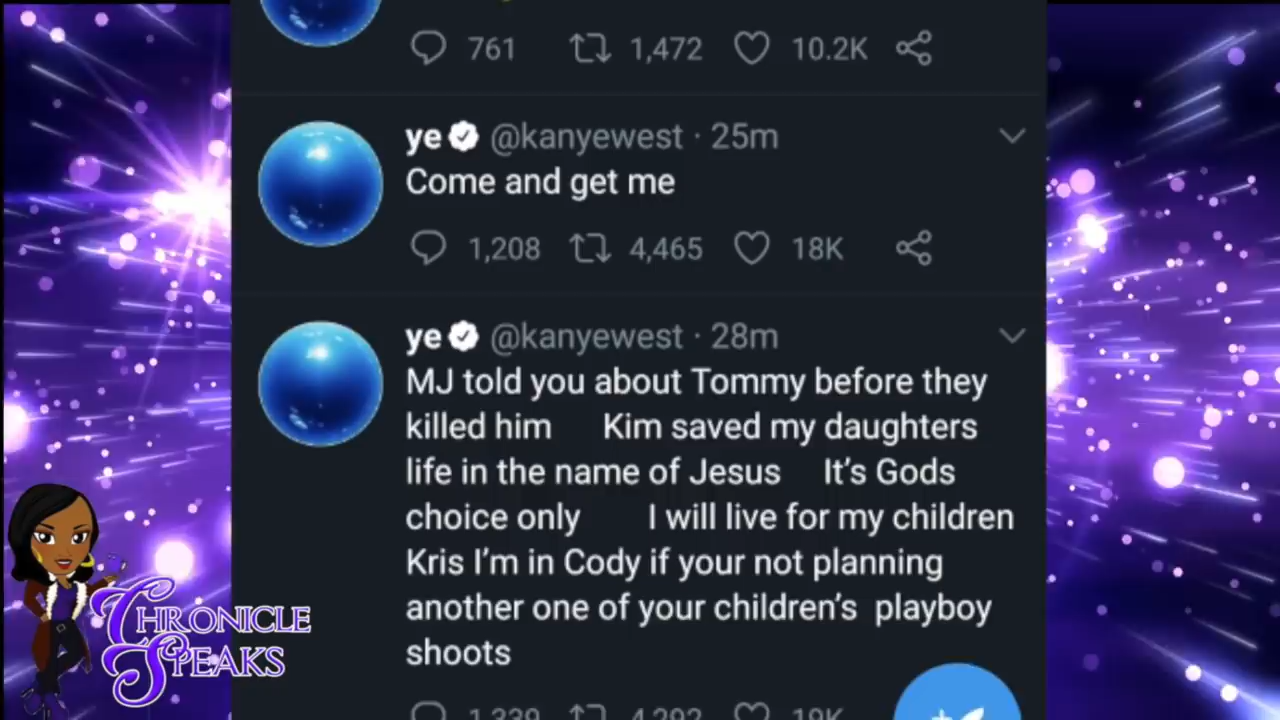 761 1,472 10.2K
ye @kanyewest · 25m
Come and get me
1,208 4,465 18K
ye @kanyewest · 28m
MJ told you about Tommy before they
killed him Kim saved my daughters
life in the name of Jesus It's Gods
choice only I will live for my children
Kris I'm in Cody if your not planning
another one of your children's playboy
shoots
1,339 4,292 19K
CHRONICLE
SPEAKS